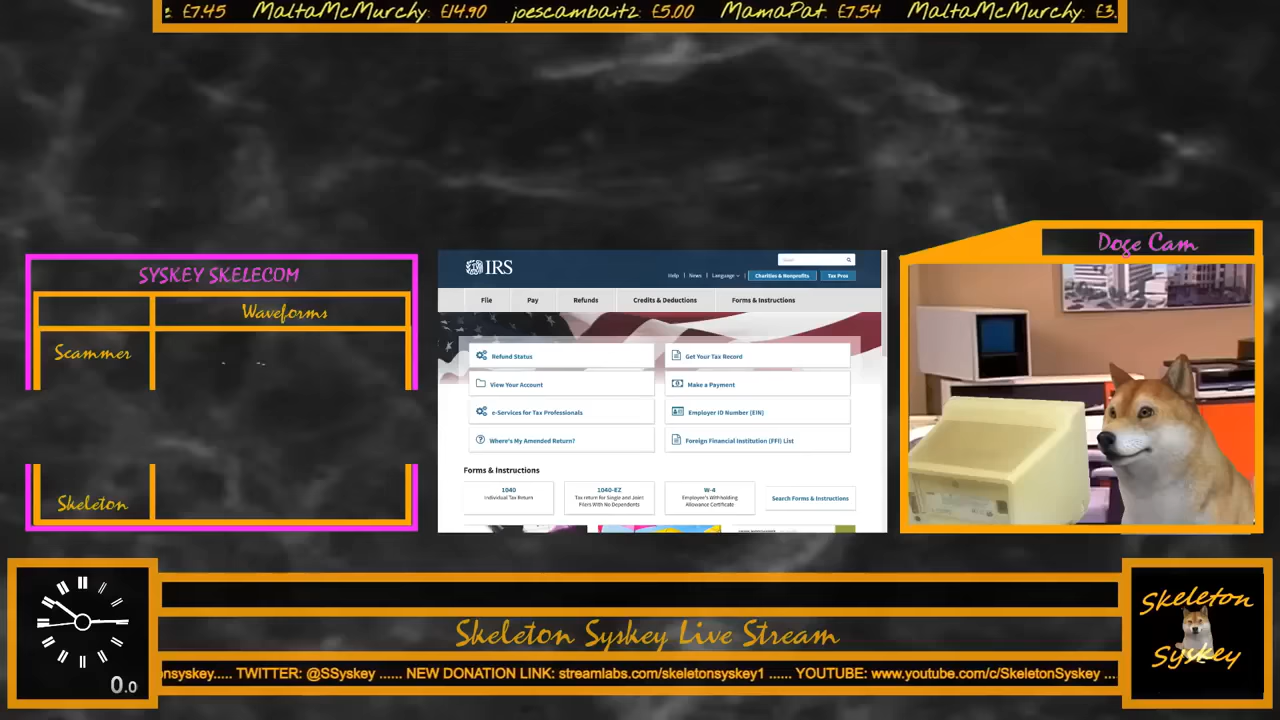 : £7.45 MaltaMcMurchy: £14.90 joescambait2: £5.00 MamaPat: £7.54 MaltaMcMurchy: £3.
Doge Cam
SYSKEY SKELECOM
Waveforms
Scammer
Skeleton
IRS
Help | News | Language | Charities & Nonprofits Tax Pros
File Pay Refunds Credits & Deductions Forms & Instructions
Refund Status
Get Your Tax Record
View Your Account
Make a Payment
e-Services for Tax Professionals
Employer ID Number (EIN)
Where's My Amended Return?
Foreign Financial Institution (FFI) List
Forms & Instructions
1040
Individual Tax Return
1040-EZ
Tax return for Single and Joint
Filers With No Dependents
W-4
Employee's Withholding
Allowance Certificate
Search Forms & Instructions
Skeleton Syskey Live Stream
onsyskey..... TWITTER: @SSyskey ...... NEW DONATION LINK: streamlabs.com/skeletonsyskey1 ...... YOUTUBE: www.youtube.com/c/SkeletonSyskey ...
0.0
Skeleton
Syskey